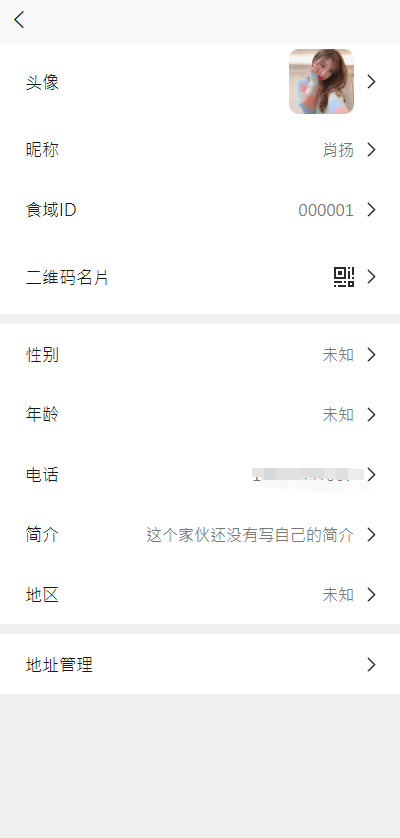 头像
昵称 肖扬
食域ID 000001
二维码名片
性别 未知
年龄 未知
电话
简介 这个家伙还没有写自己的简介
地区 未知
地址管理